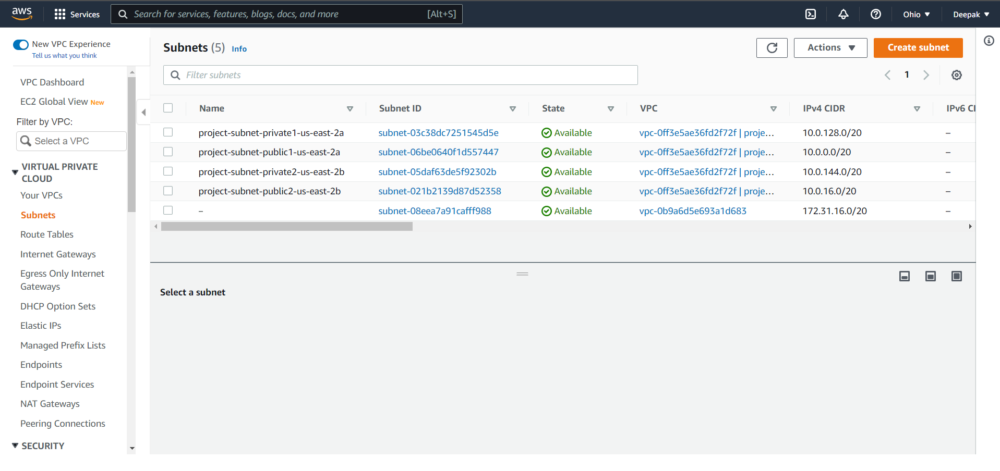 aws Services Search for services, features, blogs, docs, and more [Alt+S] Ohio Deepak
New VPC Experience
Tell us what you think
VPC Dashboard
EC2 Global View New
Filter by VPC:
Select a VPC
VIRTUAL PRIVATE
CLOUD
Your VPCs
Subnets
Route Tables
Internet Gateways
Egress Only Internet
Gateways
DHCP Option Sets
Elastic IPs
Managed Prefix Lists
Endpoints
Endpoint Services
NAT Gateways
Peering Connections
SECURITY
Subnets (5) Info Actions Create subnet
Filter subnets 1
Name Subnet ID State VPC IPv4 CIDR IPv6 CI
project-subnet-private1-us-east-2a subnet-03c38dc7251545d5e Available vpc-0ff3e5ae36fd2f72f | proje... 10.0.128.0/20 –
project-subnet-public1-us-east-2a subnet-06be0640f1d557447 Available vpc-0ff3e5ae36fd2f72f | proje... 10.0.0.0/20 –
project-subnet-private2-us-east-2b subnet-05daf63de5f92302b Available vpc-0ff3e5ae36fd2f72f | proje... 10.0.144.0/20 –
project-subnet-public2-us-east-2b subnet-021b2139d87d52358 Available vpc-0ff3e5ae36fd2f72f | proje... 10.0.16.0/20 –
– subnet-08eea7a91cafff988 Available vpc-0b9a6d5e693a1d683 172.31.16.0/20 –
Select a subnet